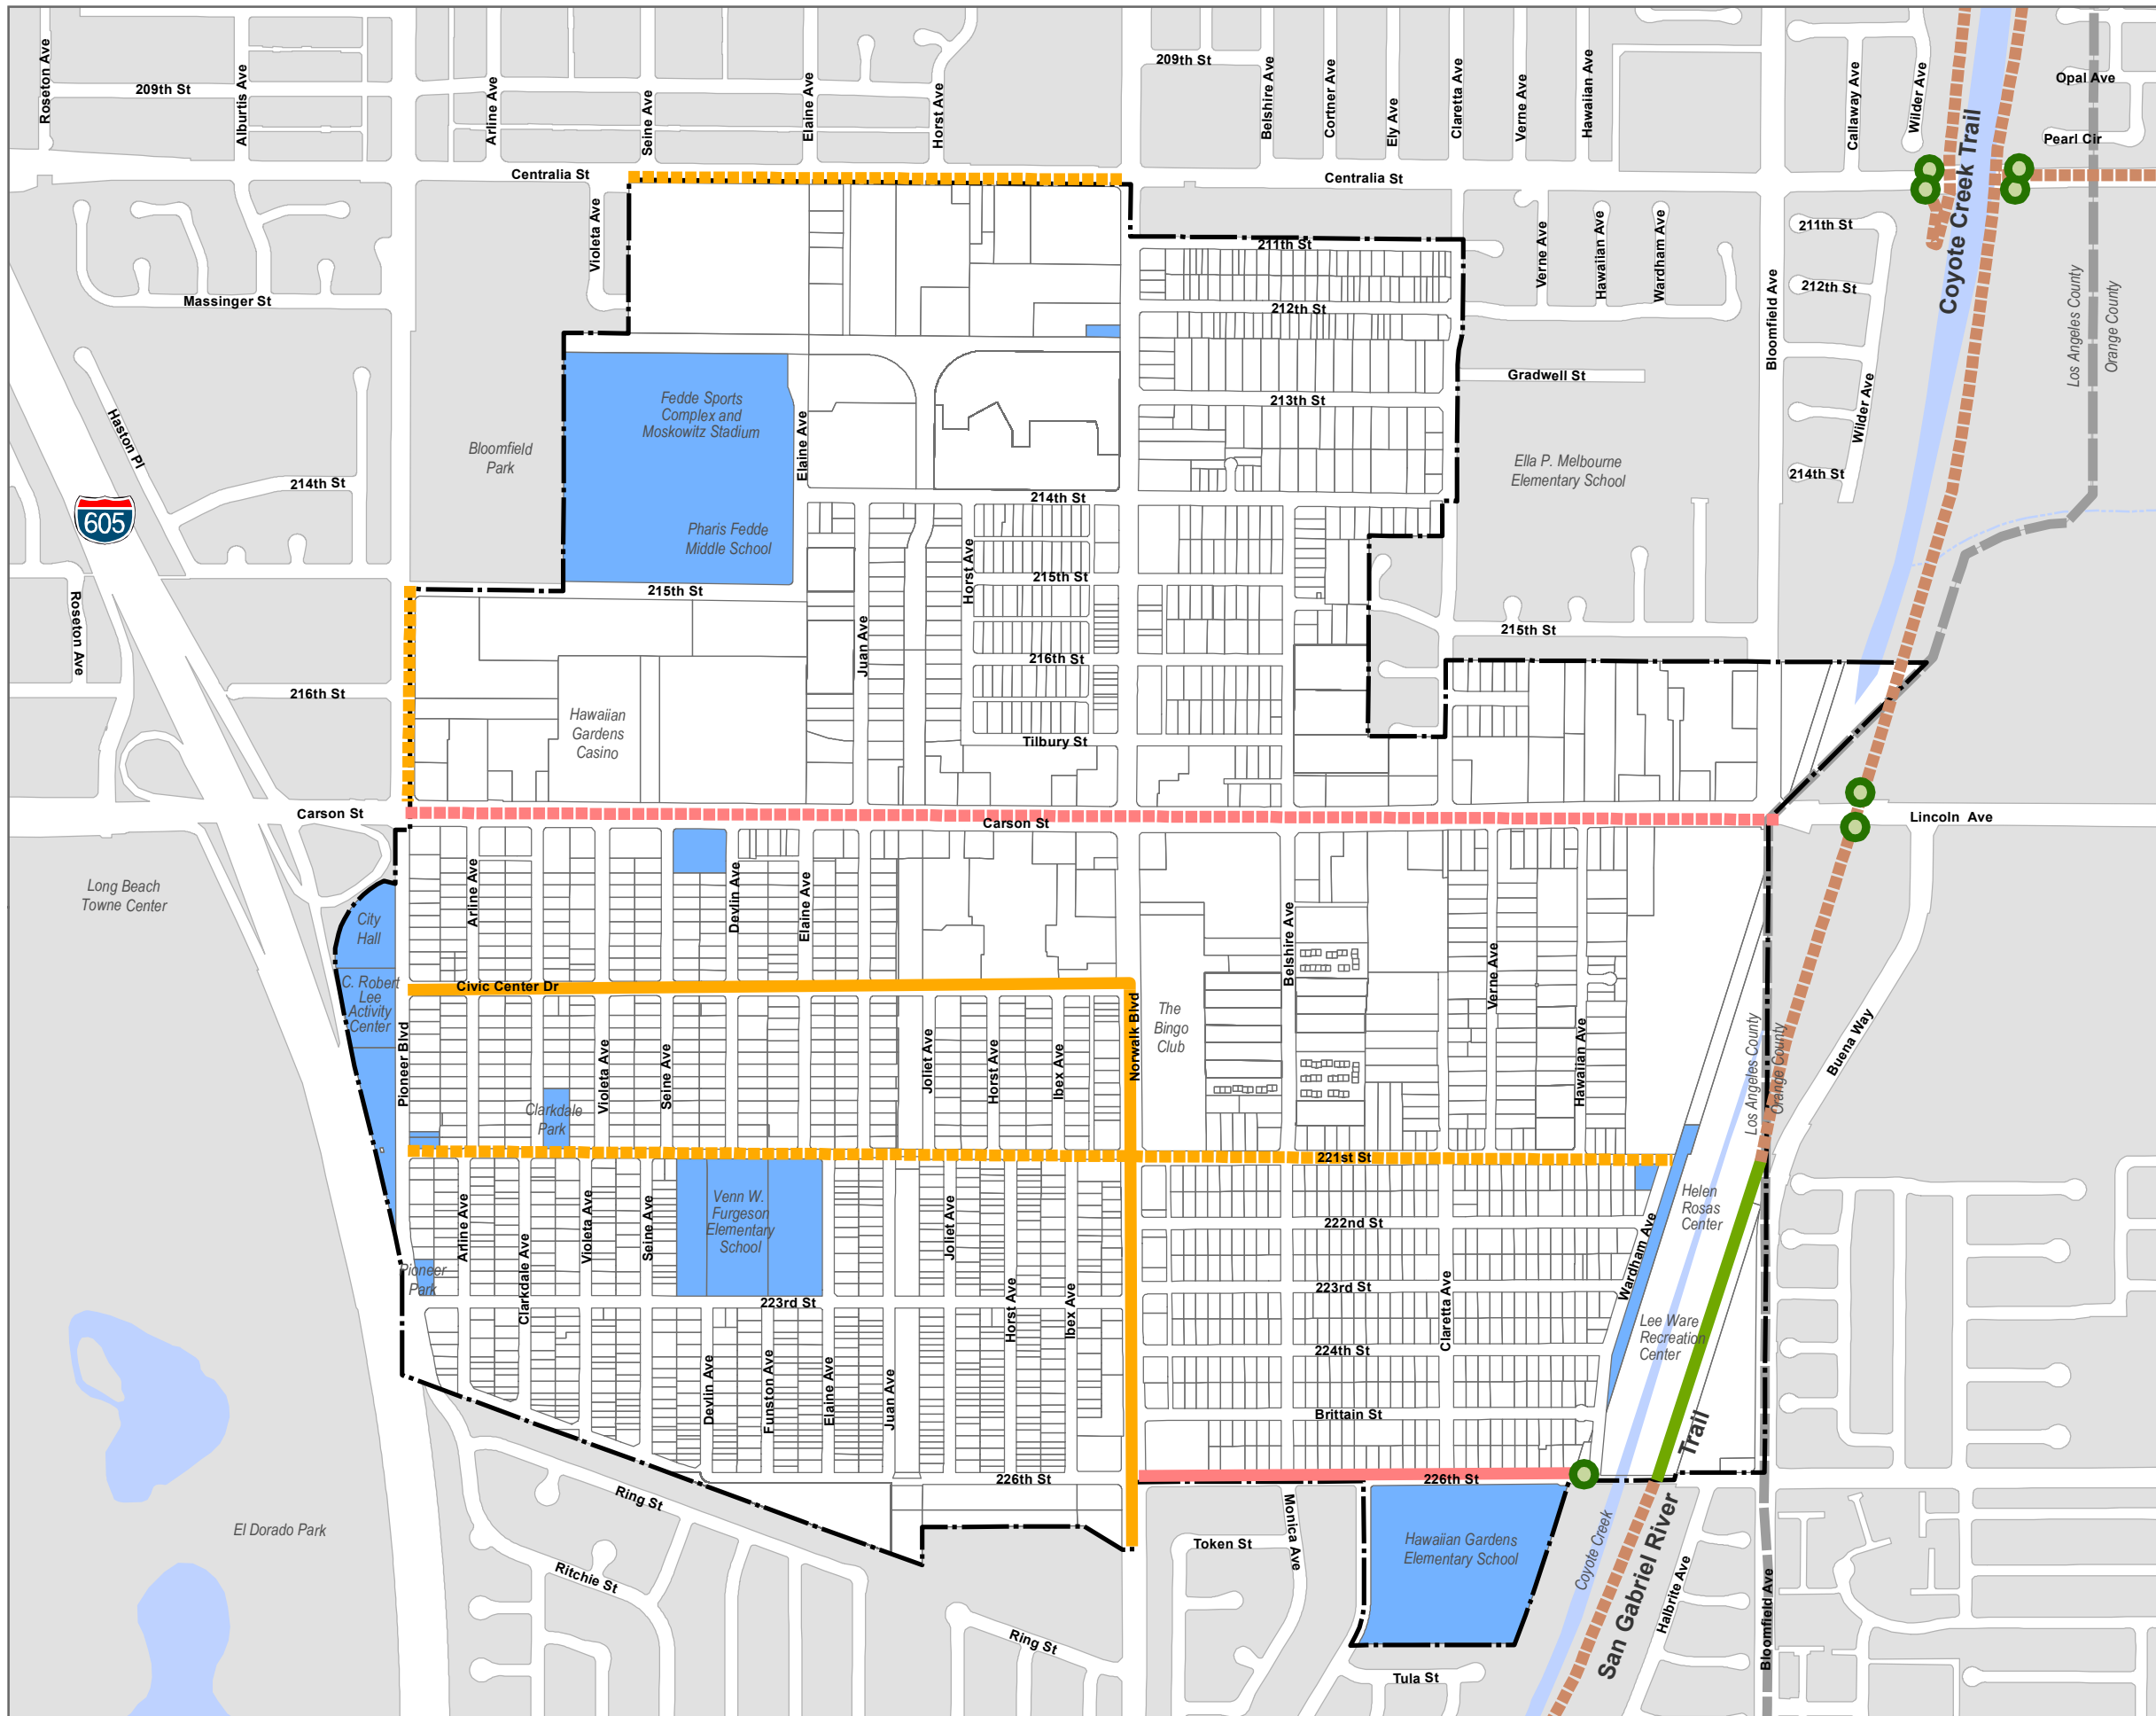 Roseton Ave
209th St
Alburtis Ave
Arline Ave
Seine Ave
Elaine Ave
Horst Ave
209th St
Belshire Ave
Cortner Ave
Ely Ave
Claretta Ave
Verne Ave
Hawaiian Ave
Callaway Ave
Wilder Ave
Opal Ave
Pearl Cir
Coyote Creek Trail
Centralia St
Centralia St
Violeta Ave
Massinger St
211th St
212th St
213th St
Verne Ave
Hawaiian Ave
Wardham Ave
Bloomfield Ave
211th St
212th St
Wilder Ave
214th St
Los Angeles County
Orange County
Gradwell St
Haston Pl
214th St
605
Bloomfield
Park
Fedde Sports
Complex and
Moskowitz Stadium
Elaine Ave
Pharis Fedde
Middle School
214th St
Ella P. Melbourne
Elementary School
Roseton Ave
215th St
Horst Ave
215th St
Juan Ave
216th St
215th St
216th St
Hawaiian
Gardens
Casino
Tilbury St
Carson St
Carson St
Lincoln Ave
Long Beach
Towne Center
City
Hall
C. Robert
Lee
Activity
Center
Arline Ave
Devlin Ave
Elaine Ave
Belshire Ave
Verne Ave
Civic Center Dr
Pioneer Blvd
Norwalk Blvd
The
Bingo
Club
Violeta Ave
Seine Ave
Joliet Ave
Horst Ave
Ibex Ave
Hawaiian Ave
Los Angeles County
Orange County
Buena Way
Clarkdale
Park
221st St
Arline Ave
Clarkdale Ave
Violeta Ave
Seine Ave
Venn W.
Furgeson
Elementary
School
Joliet Ave
222nd St
Helen
Rosas
Center
Wardham Ave
Pioneer
Park
223rd St
Horst Ave
Ibex Ave
223rd St
Claretta Ave
Lee Ware
Recreation
Center
224th St
Devlin Ave
Funston Ave
Elaine Ave
Juan Ave
Brittain St
226th St
226th St
San Gabriel River Trail
Ring St
El Dorado Park
Ritchie St
Ring St
Token St
Monica Ave
Hawaiian Gardens
Elementary School
Coyote Creek
Halbrite Ave
Bloomfield Ave
Tula St